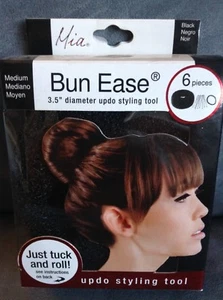 Mia®
Black
Negro
Noir
Medium
Mediano
Moyen
Bun Ease®
3.5" diameter updo styling tool
6 pieces
Just tuck
and roll!
see instructions
on back
updo styling tool